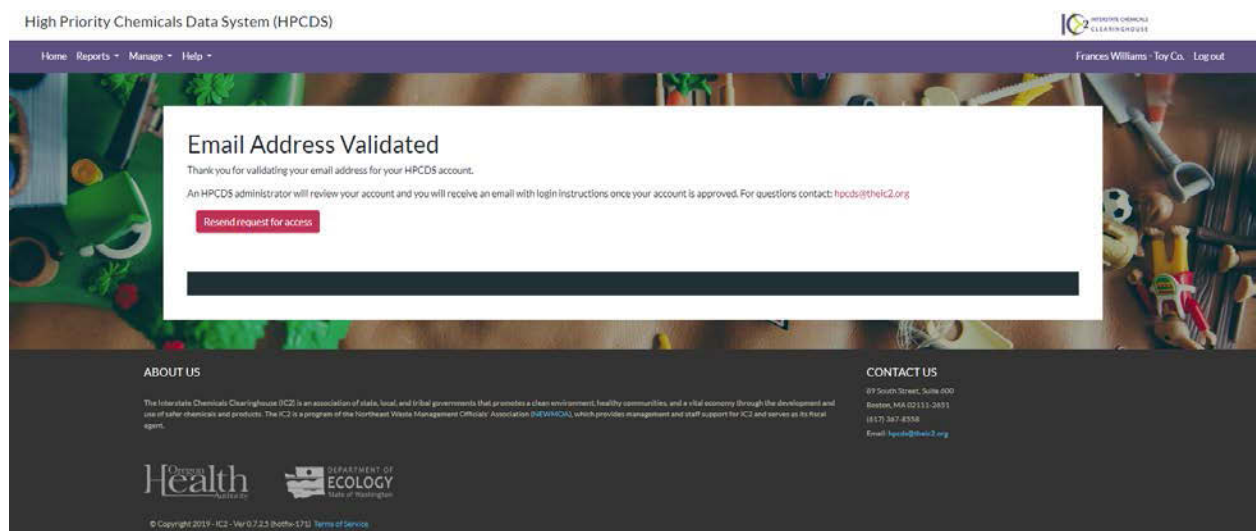 High Priority Chemicals Data System (HPCDS)
IC2 INTERSTATE CHEMICALS
CLEARINGHOUSE
Home Reports Manage Help Frances Williams - Toy Co. Log out
Email Address Validated
Thank you for validating your email address for your HPCDS account.
An HPCDS administrator will review your account and you will receive an email with login instructions once your account is approved. For questions contact: hpcds@theic2.org
Resend request for access
ABOUT US
The Interstate Chemicals Clearinghouse (IC2) is an association of state, local, and tribal governments that promotes a clean environment, healthy communities, and a vital economy through the development and
use of safer chemicals and products. The IC2 is a program of the Northeast Waste Management Officials' Association (NEWMOA), which provides management and staff support for IC2 and serves as its fiscal
agent.
CONTACT US
89 South Street, Suite 600
Boston, MA 02111-2651
(617) 367-8558
Email: hpcds@theic2.org
Oregon
Health
Authority
DEPARTMENT OF
ECOLOGY
State of Washington
© Copyright 2019 - IC2 - Ver 0.7.2.5 (hotfix-171) Terms of Service